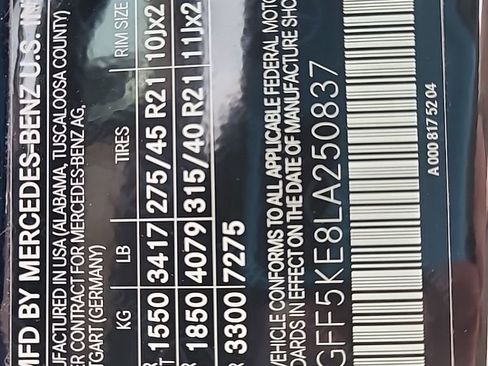 MFD BY MERCEDES-BENZ U.S. IN
UFACTURED IN USA (ALABAMA, TUSCALOOSA COUNTY)
ER CONTRACT FOR MERCEDES-BENZ AG,
TGART (GERMANY)
KG LB TIRES RIM SIZE
1550 3417 275/45 R21 10Jx2
1850 4079 315/40 R21 11Jx2
3300 7275
VEHICLE CONFORMS TO ALL APPLICABLE FEDERAL MOTO
DARDS IN EFFECT ON THE DATE OF MANUFACTURE SHO
GFF5KE8LA250837
A 000 817 52 04